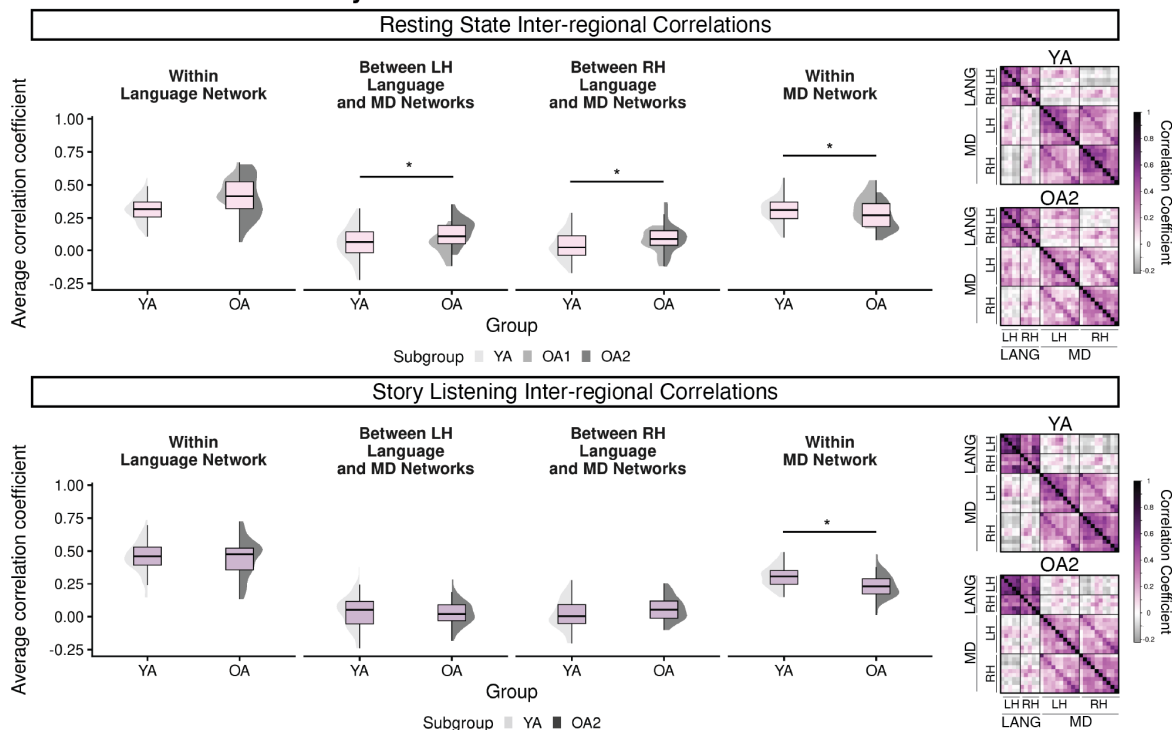 Resting State Inter-regional Correlations
Within
Language Network
Between LH
Language
and MD Networks
Between RH
Language
and MD Networks
Within
MD Network
Average correlation coefficient
1.00
0.75
0.50
0.25
0.00
-0.25
*
*
*
YA OA YA OA YA OA YA OA
Group
Subgroup YA OA1 OA2
YA
LANG
LH
RH
MD
LH
RH
OA2
LANG
LH
RH
MD
LH
RH
LH RH LH RH
LANG MD
1
0.8
0.6
0.4
0.2
0
-0.2
Correlation Coefficient
Story Listening Inter-regional Correlations
Within
Language Network
Between LH
Language
and MD Networks
Between RH
Language
and MD Networks
Within
MD Network
Average correlation coefficient
1.00
0.75
0.50
0.25
0.00
-0.25
*
YA OA YA OA YA OA YA OA
Group
Subgroup YA OA2
YA
LANG
LH
RH
MD
LH
RH
OA2
LANG
LH
RH
MD
LH
RH
LH RH LH RH
LANG MD
1
0.8
0.6
0.4
0.2
0
-0.2
Correlation Coefficient